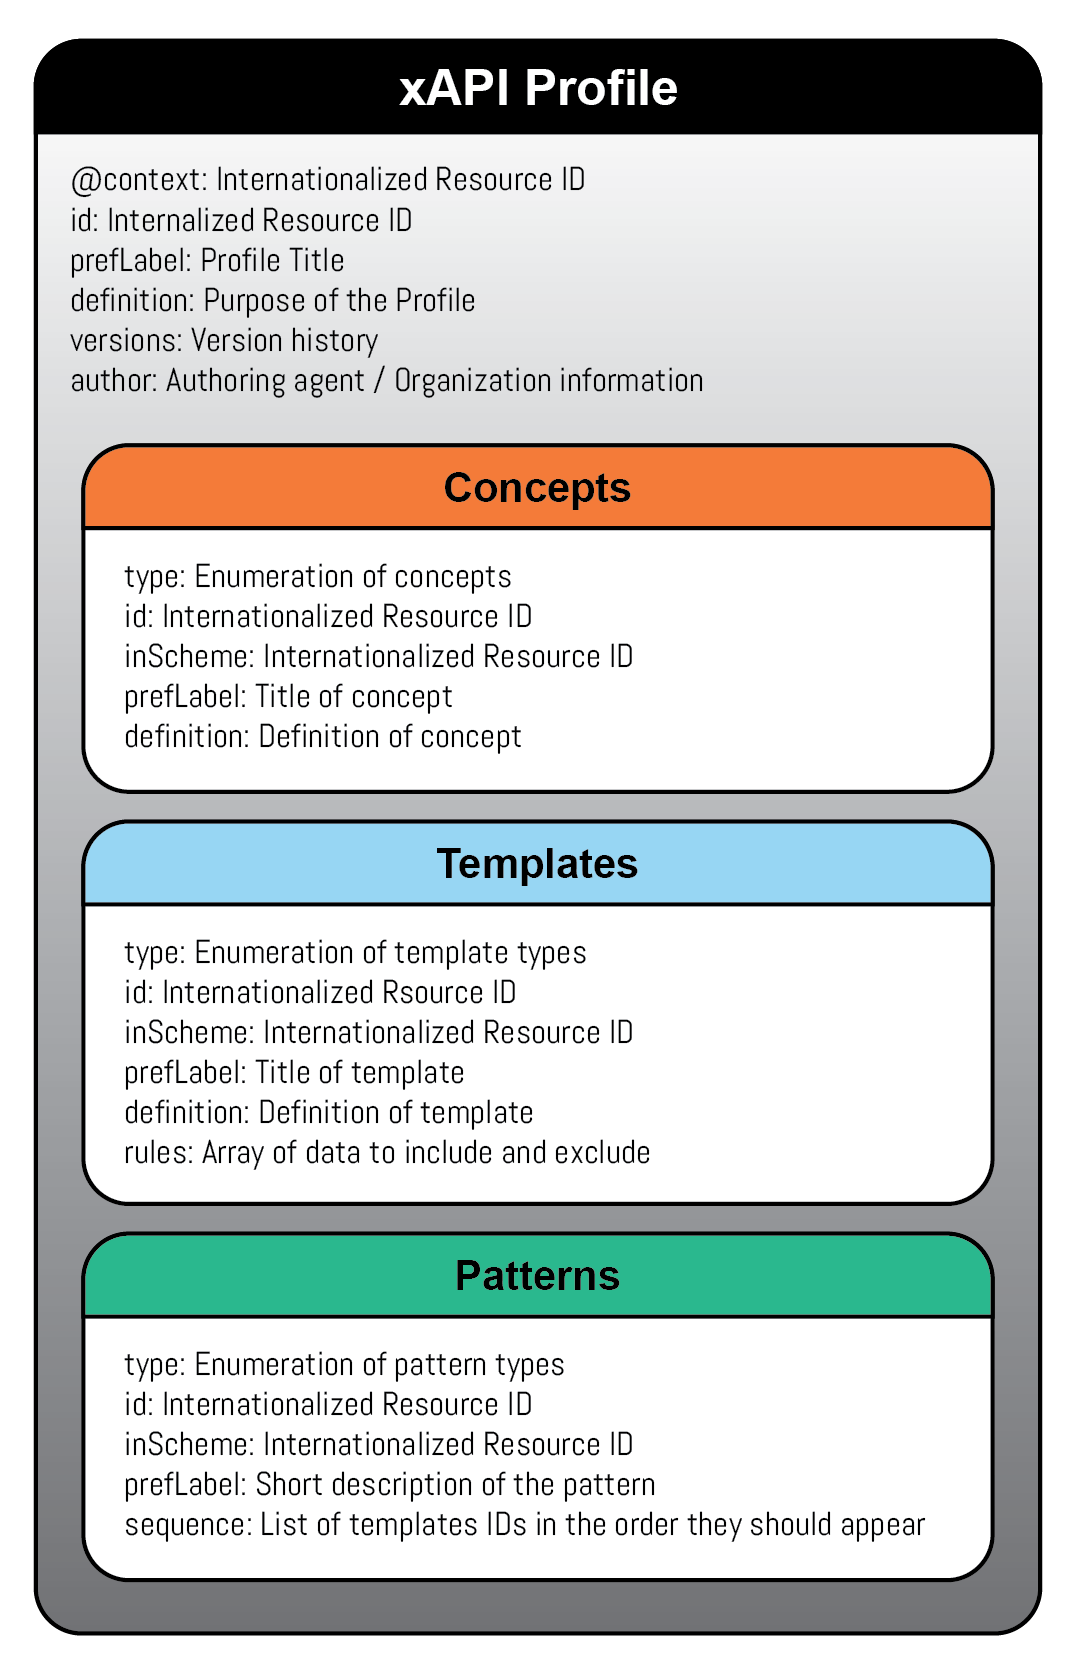 xAPI Profile
@context: Internationalized Resource ID
id: Internalized Resource ID
prefLabel: Profile Title
definition: Purpose of the Profile
versions: Version history
author: Authoring agent / Organization information
Concepts
type: Enumeration of concepts
id: Internationalized Resource ID
inScheme: Internationalized Resource ID
prefLabel: Title of concept
definition: Definition of concept
Templates
type: Enumeration of template types
id: Internationalized Rsource ID
inScheme: Internationalized Resource ID
prefLabel: Title of template
definition: Definition of template
rules: Array of data to include and exclude
Patterns
type: Enumeration of pattern types
id: Internationalized Resource ID
inScheme: Internationalized Resource ID
prefLabel: Short description of the pattern
sequence: List of templates IDs in the order they should appear